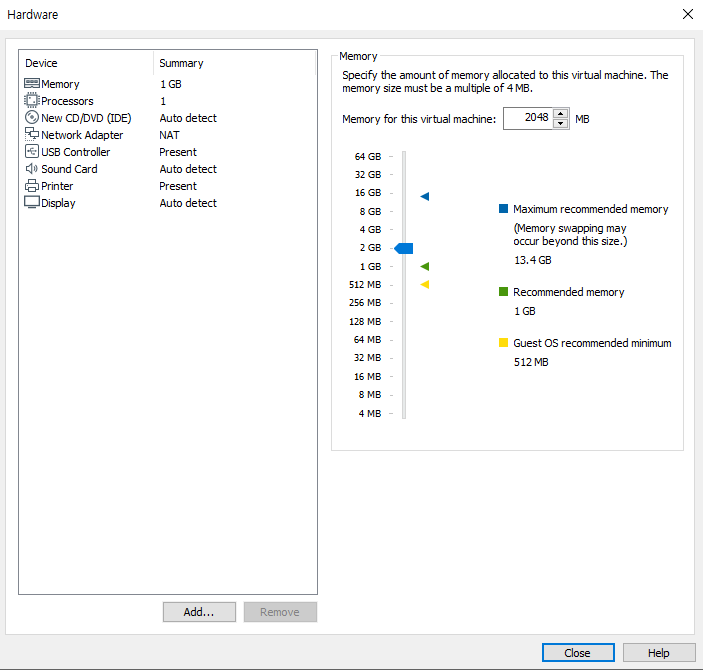 Hardware
Device Summary
Memory 1 GB
Processors 1
New CD/DVD (IDE) Auto detect
Network Adapter NAT
USB Controller Present
Sound Card Auto detect
Printer Present
Display Auto detect
Add...
Remove
Memory
Specify the amount of memory allocated to this virtual machine. The
memory size must be a multiple of 4 MB.
Memory for this virtual machine: 2048 MB
64 GB
32 GB
16 GB
8 GB
4 GB
2 GB
1 GB
512 MB
256 MB
128 MB
64 MB
32 MB
16 MB
8 MB
4 MB
Maximum recommended memory
(Memory swapping may
occur beyond this size.)
13.4 GB
Recommended memory
1 GB
Guest OS recommended minimum
512 MB
Close
Help